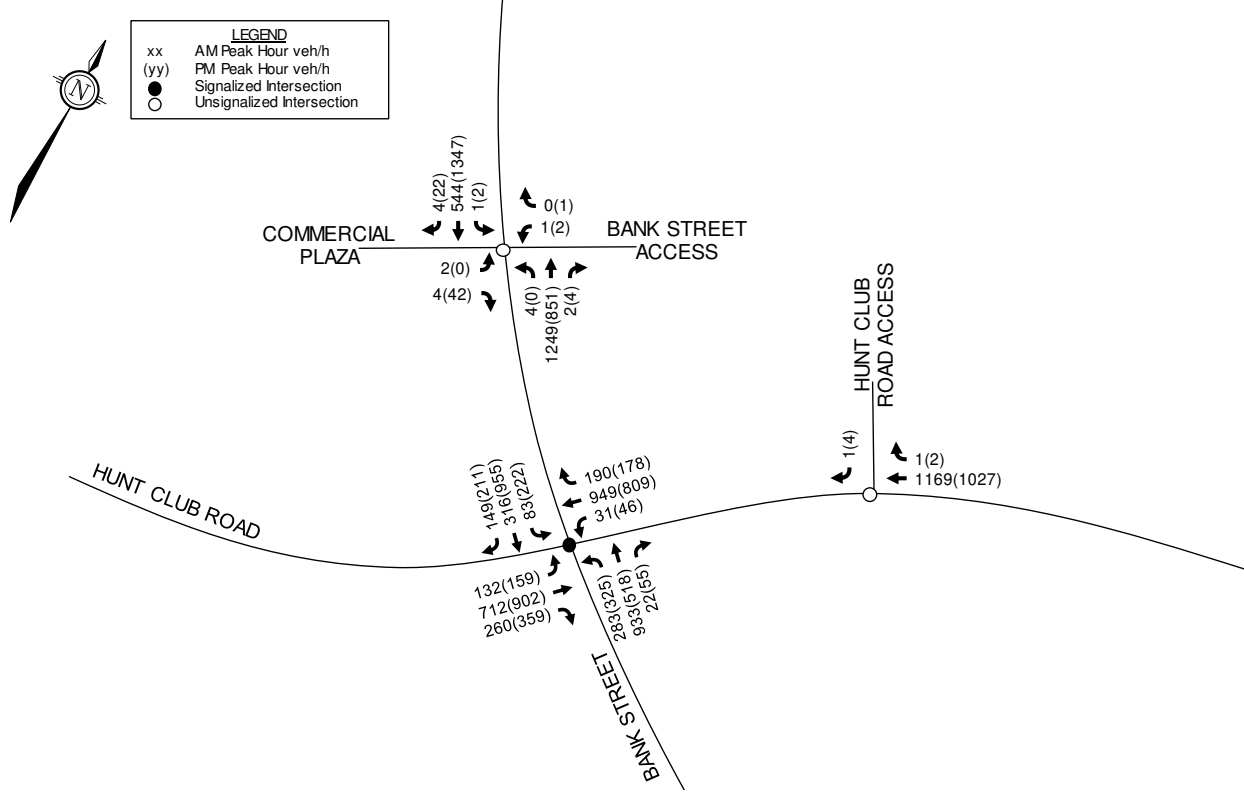 LEGEND
xx AM Peak Hour veh/h
(yy) PM Peak Hour veh/h
Signalized Intersection
Unsignalized Intersection
N
4(22)
544(1347)
1(2)
0(1)
1(2)
COMMERCIAL
PLAZA
BANK STREET
ACCESS
2(0)
4(42)
4(0)
1249(851)
2(4)
HUNT CLUB
ROAD ACCESS
1(4)
1(2)
1169(1027)
HUNT CLUB ROAD
149(211)
316(955)
83(222)
190(178)
949(809)
31(46)
132(159)
712(902)
260(359)
283(325)
933(518)
22(55)
BANK STREET